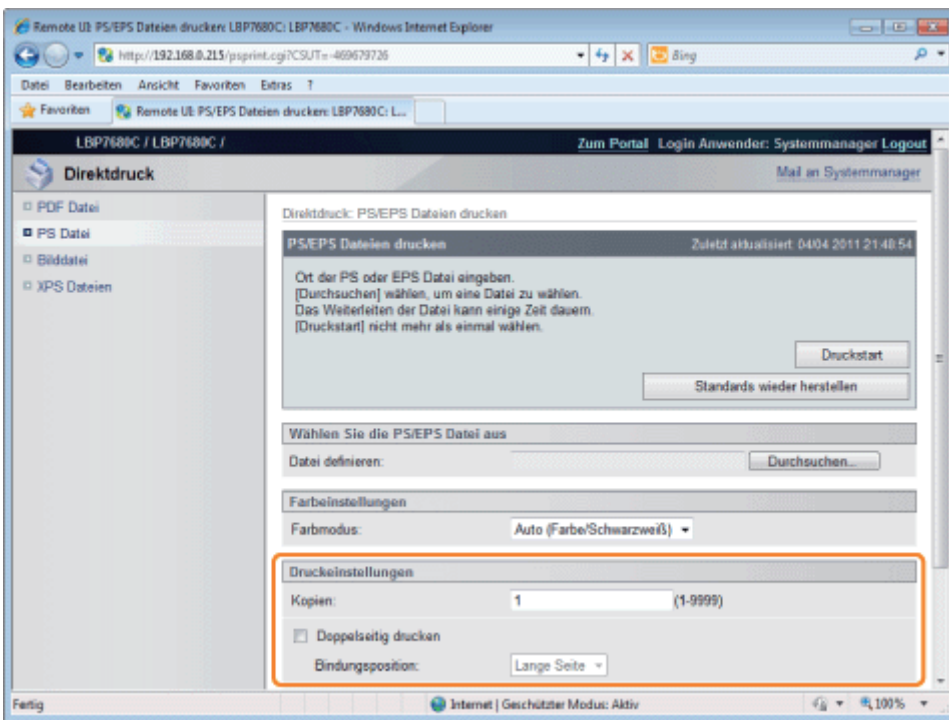 Remote UI: PS/EPS Dateien drucken: LBP7680C: LBP7680C - Windows Internet Explorer
http://192.168.0.215/psprint.cgi?CSUT=-469679726
Bing
Datei Bearbeiten Ansicht Favoriten Extras ?
Favoriten Remote UI: PS/EPS Dateien drucken: LBP7680C: L...
LBP7680C / LBP7680C / Zum Portal Login Anwender: Systemmanager Logout
Direktdruck Mail an Systemmanager
PDF Datei
PS Datei
Bilddatei
XPS Dateien
Direktdruck: PS/EPS Dateien drucken
PS/EPS Dateien drucken Zuletzt aktualisiert: 04/04 2011 21:48:54
Ort der PS oder EPS Datei eingeben.
[Durchsuchen] wählen, um eine Datei zu wählen.
Das Weiterleiten der Datei kann einige Zeit dauern.
[Druckstart] nicht mehr als einmal wählen.
Druckstart
Standards wieder herstellen
Wählen Sie die PS/EPS Datei aus
Datei definieren: Durchsuchen...
Farbeinstellungen
Farbmodus: Auto (Farbe/Schwarzweiß)
Druckeinstellungen
Kopien: 1 (1-9999)
Doppelseitig drucken
Bindungsposition: Lange Seite
Fertig Internet | Geschützter Modus: Aktiv 100%